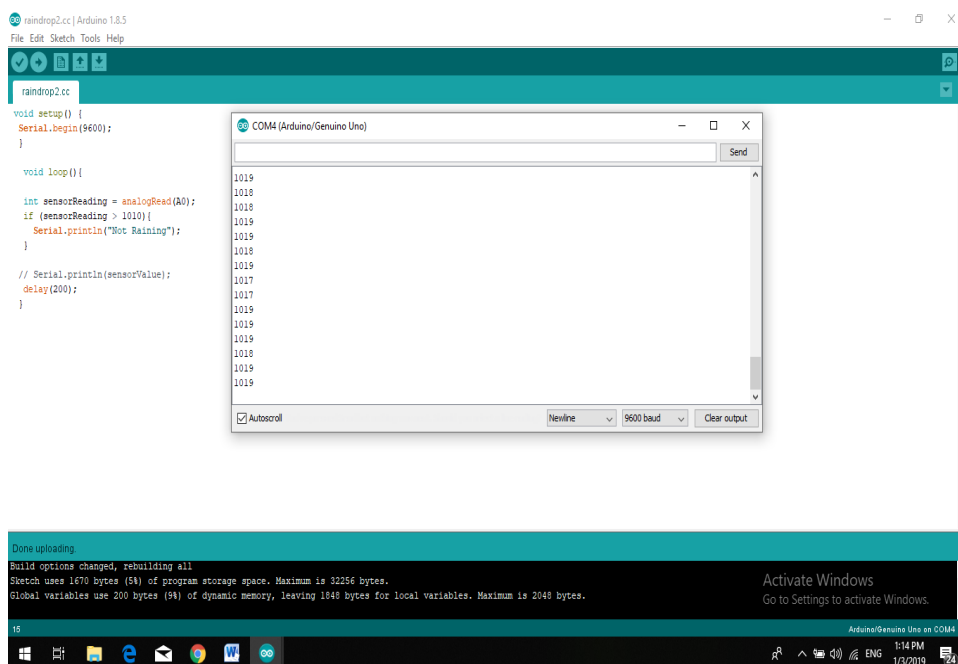 raindrop2.cc | Arduino 1.8.5
File Edit Sketch Tools Help
raindrop2.cc
void setup() {
Serial.begin(9600);
}
void loop(){
int sensorReading = analogRead(A0);
if (sensorReading > 1010){
Serial.println("Not Raining");
}
// Serial.println(sensorValue);
delay(200);
}
COM4 (Arduino/Genuino Uno)
Send
1019
1018
1018
1019
1019
1018
1019
1017
1017
1019
1019
1019
1018
1019
1019
Autoscroll
Newline
9600 baud
Clear output
Done uploading.
Build options changed, rebuilding all
Sketch uses 1670 bytes (5%) of program storage space. Maximum is 32256 bytes.
Global variables use 200 bytes (9%) of dynamic memory, leaving 1848 bytes for local variables. Maximum is 2048 bytes.
Activate Windows
Go to Settings to activate Windows.
15
Arduino/Genuino Uno on COM4
ENG
1:14 PM
1/3/2019
24